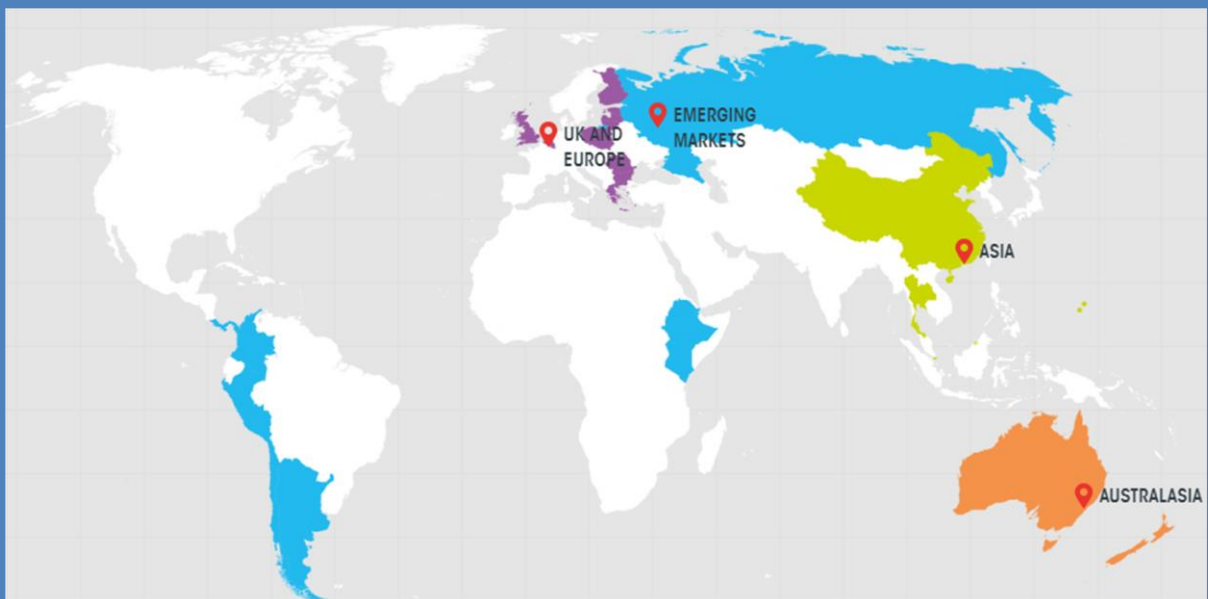 EMERGING
MARKETS
UK AND
EUROPE
ASIA
AUSTRALASIA